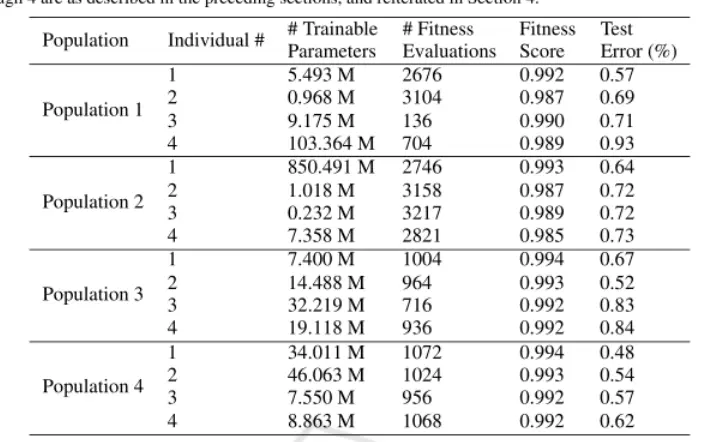 ugh 4 are as described in the preceding sections, and reiterated in Section 4.
Population Individual # # Trainable Parameters # Fitness Evaluations Fitness Score Test Error (%)
Population 1
1 5.493 M 2676 0.992 0.57
2 0.968 M 3104 0.987 0.69
3 9.175 M 136 0.990 0.71
4 103.364 M 704 0.989 0.93
Population 2
1 850.491 M 2746 0.993 0.64
2 1.018 M 3158 0.987 0.72
3 0.232 M 3217 0.989 0.72
4 7.358 M 2821 0.985 0.73
Population 3
1 7.400 M 1004 0.994 0.67
2 14.488 M 964 0.993 0.52
3 32.219 M 716 0.992 0.83
4 19.118 M 936 0.992 0.84
Population 4
1 34.011 M 1072 0.994 0.48
2 46.063 M 1024 0.993 0.54
3 7.550 M 956 0.992 0.57
4 8.863 M 1068 0.992 0.62